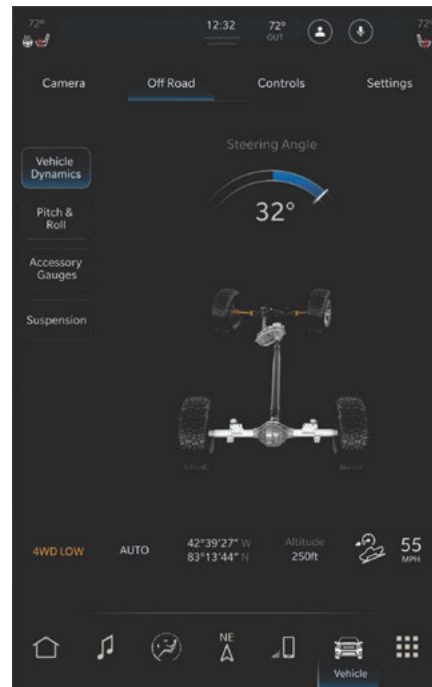 72°
12:32
72°
OUT
72°
Camera
Off Road
Controls
Settings
Steering Angle
Vehicle
Dynamics
32°
Pitch &
Roll
Accessory
Gauges
Suspension
4WD LOW
AUTO
42°39'27" W
83°13'44" N
Altitude
250ft
55
MPH
NE
Vehicle